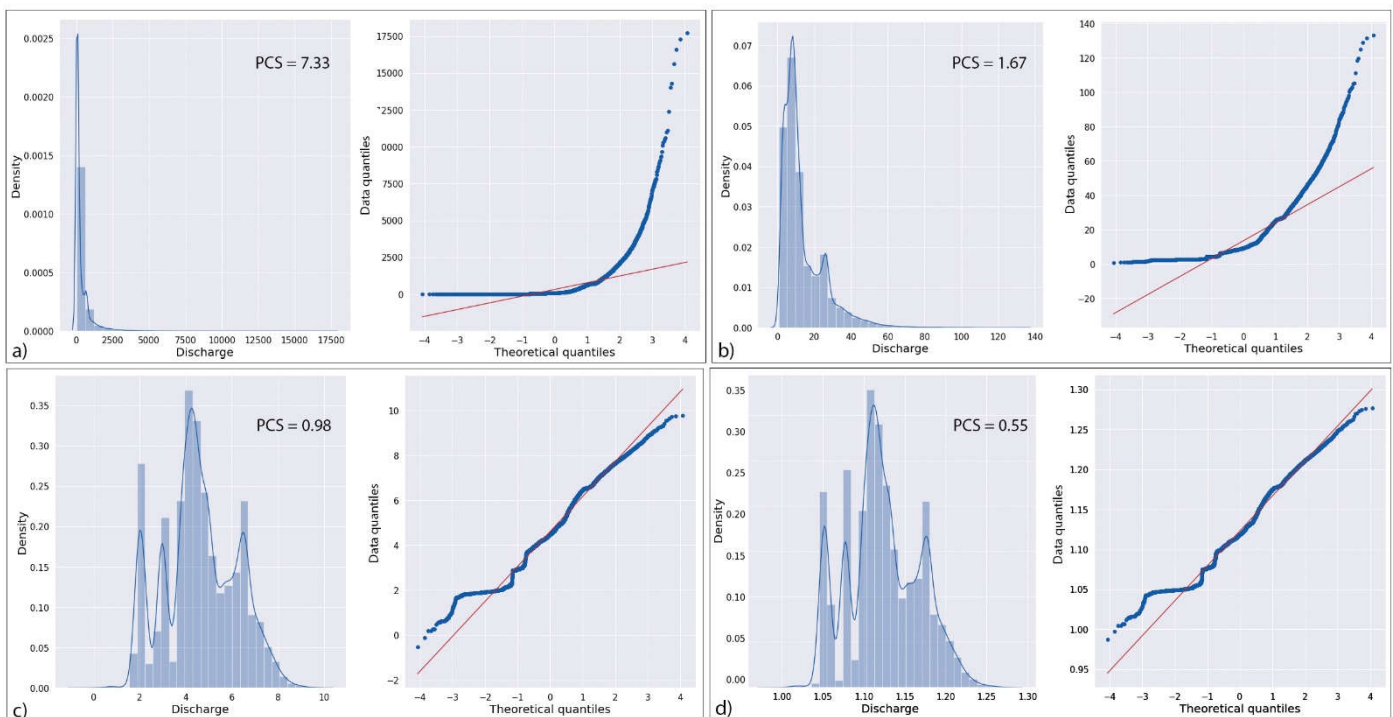 0.0025
0.0020
0.0015
0.0010
0.0005
0.0000
Density
PCS = 7.33
0 2500 5000 7500 10000 12500 15000 17500
Discharge
a)
17500
15000
2500
0000
7500
5000
2500
0
Data quantiles
−4 −3 −2 −1 0 1 2 3 4
Theoretical quantiles
0.07
0.06
0.05
0.04
0.03
0.02
0.01
0.00
Density
PCS = 1.67
0 20 40 60 80 100 120 140
Discharge
b)
140
120
100
80
60
40
20
0
−20
Data quantiles
−4 −3 −2 −1 0 1 2 3 4
Theoretical quantiles
0.35
0.30
0.25
0.20
0.15
0.10
0.05
0.00
Density
PCS = 0.98
0 2 4 6 8 10
Discharge
c)
10
8
6
4
2
0
−2
Data quantiles
−4 −3 −2 −1 0 1 2 3 4
Theoretical quantiles
0.35
0.30
0.25
0.20
0.15
0.10
0.05
0.00
Density
PCS = 0.55
1.00 1.05 1.10 1.15 1.20 1.25 1.30
Discharge
d)
1.30
1.25
1.20
1.15
1.10
1.05
1.00
0.95
Data quantiles
−4 −3 −2 −1 0 1 2 3 4
Theoretical quantiles